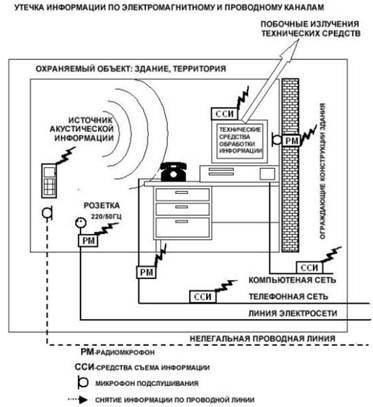 УТЕЧКА ИНФОРМАЦИИ ПО ЭЛЕКТРОМАГНИТНОМУ И ПРОВОДНОМУ КАНАЛАМ
ПОБОЧНЫЕ ИЗЛУЧЕНИЯ
ТЕХНИЧЕСКИХ СРЕДСТВ
ОХРАНЯЕМЫЙ ОБЪЕКТ: ЗДАНИЕ, ТЕРРИТОРИЯ
ИСТОЧНИК
АКУСТИЧЕСКОЙ
ИНФОРМАЦИИ
ССИ
ТЕХНИЧЕСКИЕ
СРЕДСТВА
ОБРАБОТКИ
ИНФОРМАЦИИ
РМ
ОГРАЖДАЮЩИЕ КОНСТРУКЦИИ ЗДАНИЯ
РОЗЕТКА
220/50ГЦ
РМ
РМ
ССИ
КОМПЬЮТЕНАЯ СЕТЬ
ССИ
ТЕЛЕФОННАЯ СЕТЬ
ЛИНИЯ ЭЛЕКТРОСЕТИ
НЕЛЕГАЛЬНАЯ ПРОВОДНАЯ ЛИНИЯ
РМ-РАДИОМИКРОФОН
ССИ-СРЕДСТВА СЪЕМА ИНФОРМАЦИИ
МИКРОФОН ПОДСЛУШИВАНИЯ
СНЯТИЕ ИНФОРМАЦИИ ПО ПРОВОДНОЙ ЛИНИИ